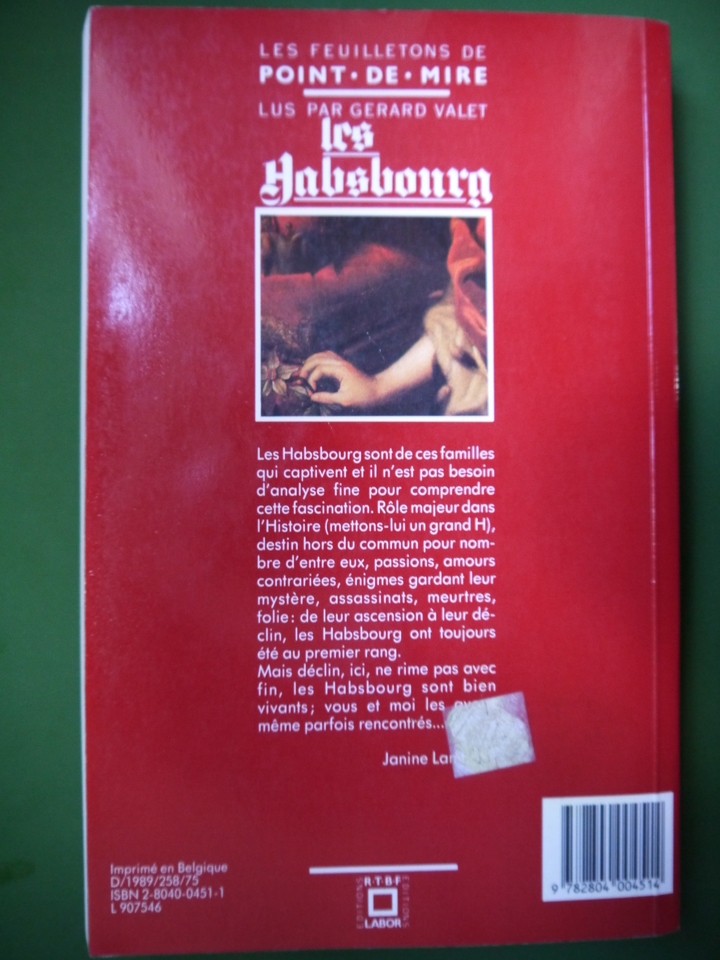 LES FEUILLETONS DE
POINT·DE·MIRE
LUS PAR GERARD VALET
les
Habsbourg
Les Habsbourg sont de ces familles
qui captivent et il n'est pas besoin
d'analyse fine pour comprendre
cette fascination. Rôle majeur dans
l'Histoire (mettons-lui un grand H),
destin hors du commun pour nom-
bre d'entre eux, passions, amours
contrariées, énigmes gardant leur
mystère, assassinats, meurtres,
folie : de leur ascension à leur dé-
clin, les Habsbourg ont toujours
été au premier rang.
Mais déclin, ici, ne rime pas avec
fin, les Habsbourg sont bien
vivants ; vous et moi les
même parfois rencontrés...
Janine
Imprimé en Belgique
D/1989/258/75
ISBN 2-8040-0451-1
L 907546
R·T·B·F
EDITIONS
LABOR
EDITIONS
9 782804 004514